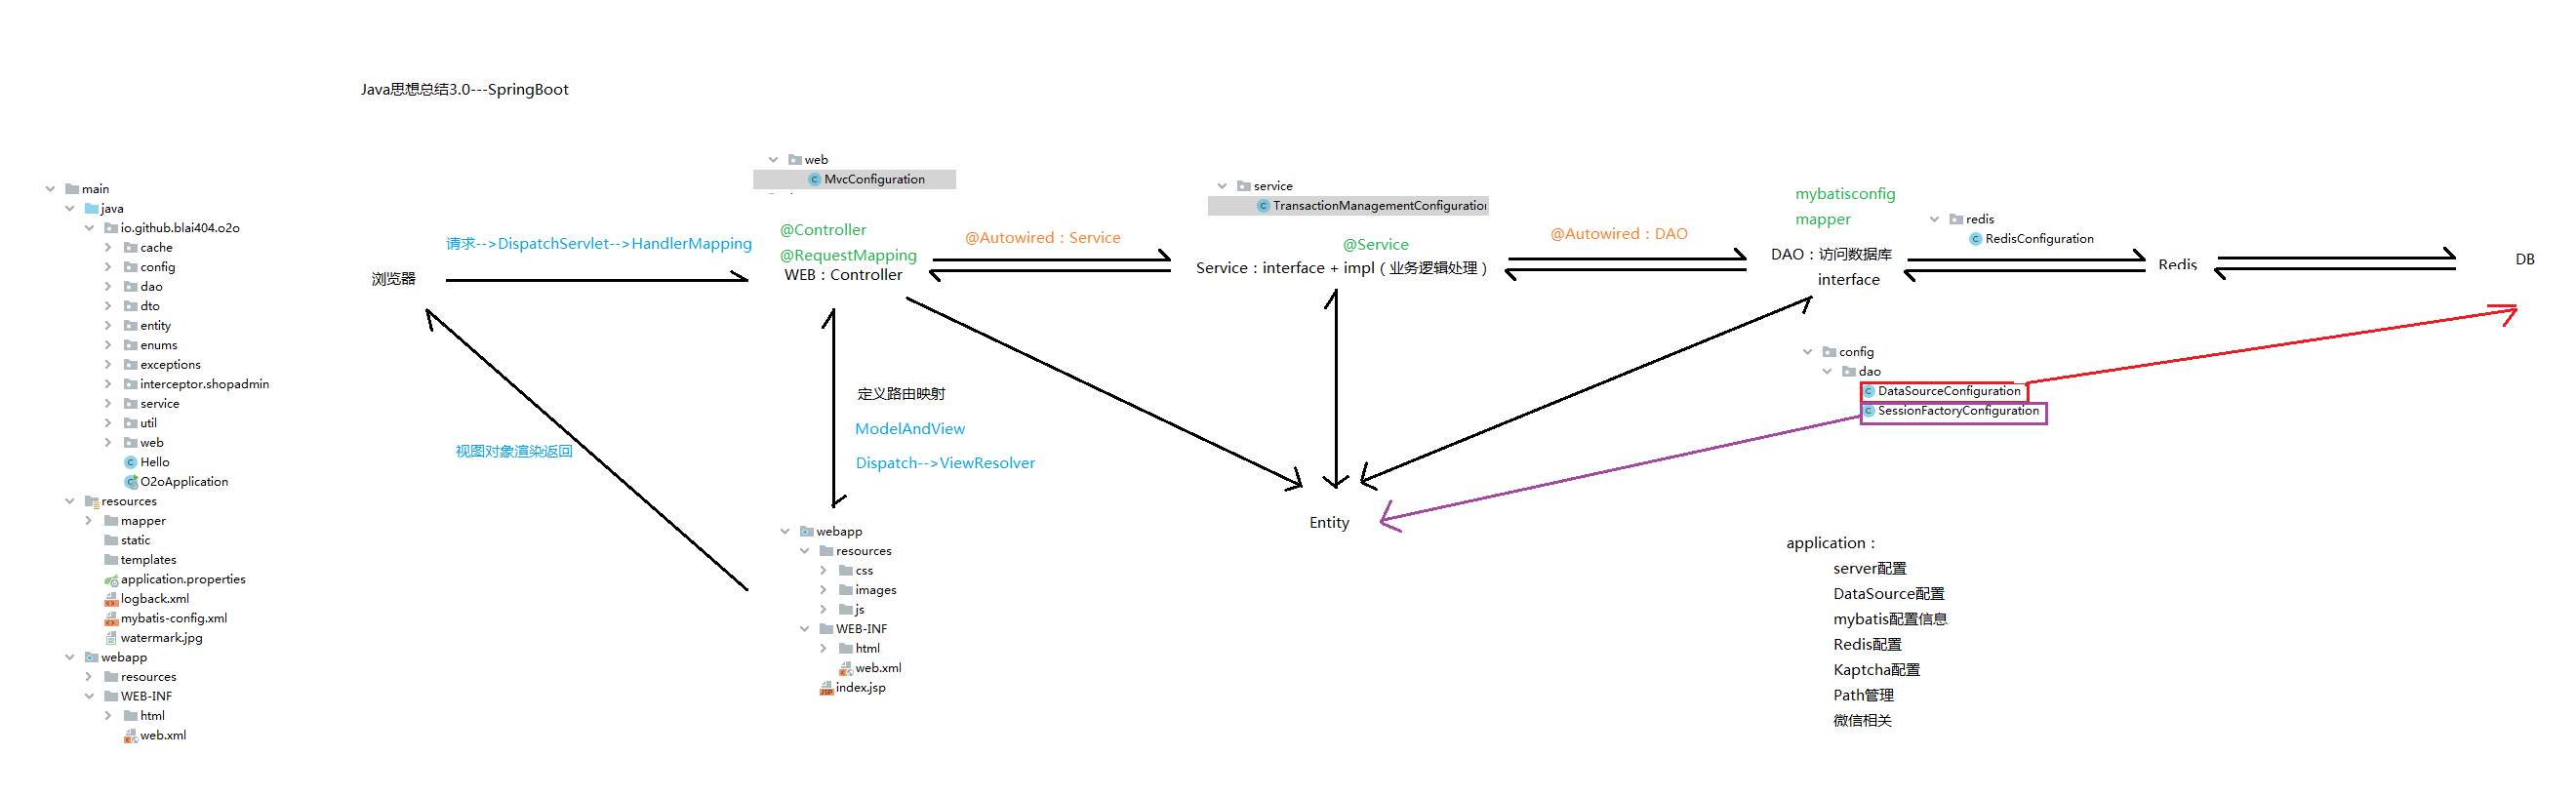 Java思想总结3.0---SpringBoot
main
java
io.github.blai404.o2o
cache
config
dao
dto
entity
enums
exceptions
interceptor.shopadmin
service
util
web
Hello
O2oApplication
resources
mapper
static
templates
application.properties
logback.xml
mybatis-config.xml
watermark.jpg
webapp
resources
WEB-INF
html
web.xml
浏览器
请求-->DispatchServlet-->HandlerMapping
视图对象渲染返回
web
MvcConfiguration
@Controller
@RequestMapping
WEB：Controller
定义路由映射
ModelAndView
Dispatch-->ViewResolver
webapp
resources
css
images
js
WEB-INF
html
web.xml
index.jsp
@Autowired：Service
service
TransactionManagementConfiguration
@Service
Service：interface + impl（业务逻辑处理）
Entity
@Autowired：DAO
mybatisconfig
mapper
DAO：访问数据库
interface
redis
RedisConfiguration
Redis
DB
config
dao
DataSourceConfiguration
SessionFactoryConfiguration
application：
server配置
DataSource配置
mybatis配置信息
Redis配置
Kaptcha配置
Path管理
微信相关